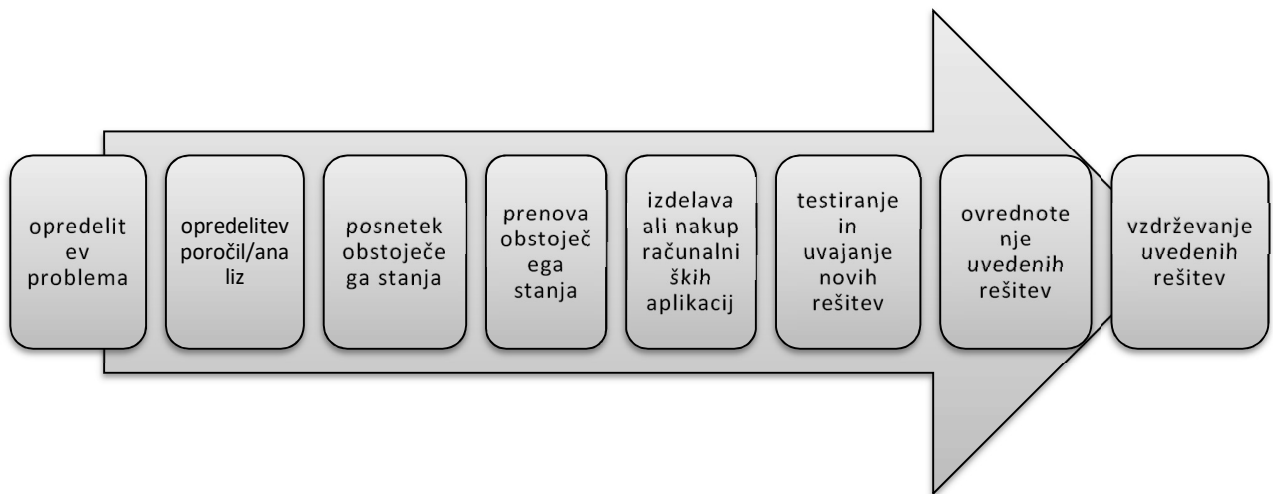 opredelit
ev
problema
opredelitev
poročil/ana
liz
posnetek
obstoječe
ga stanja
prenova
obstoječ
ega
stanja
izdelava
ali nakup
računalni
ških
aplikacij
testiranje
in
uvajanje
novih
rešitev
ovrednote
nje
uvedenih
rešitev
vzdrževanje
uvedenih
rešitev